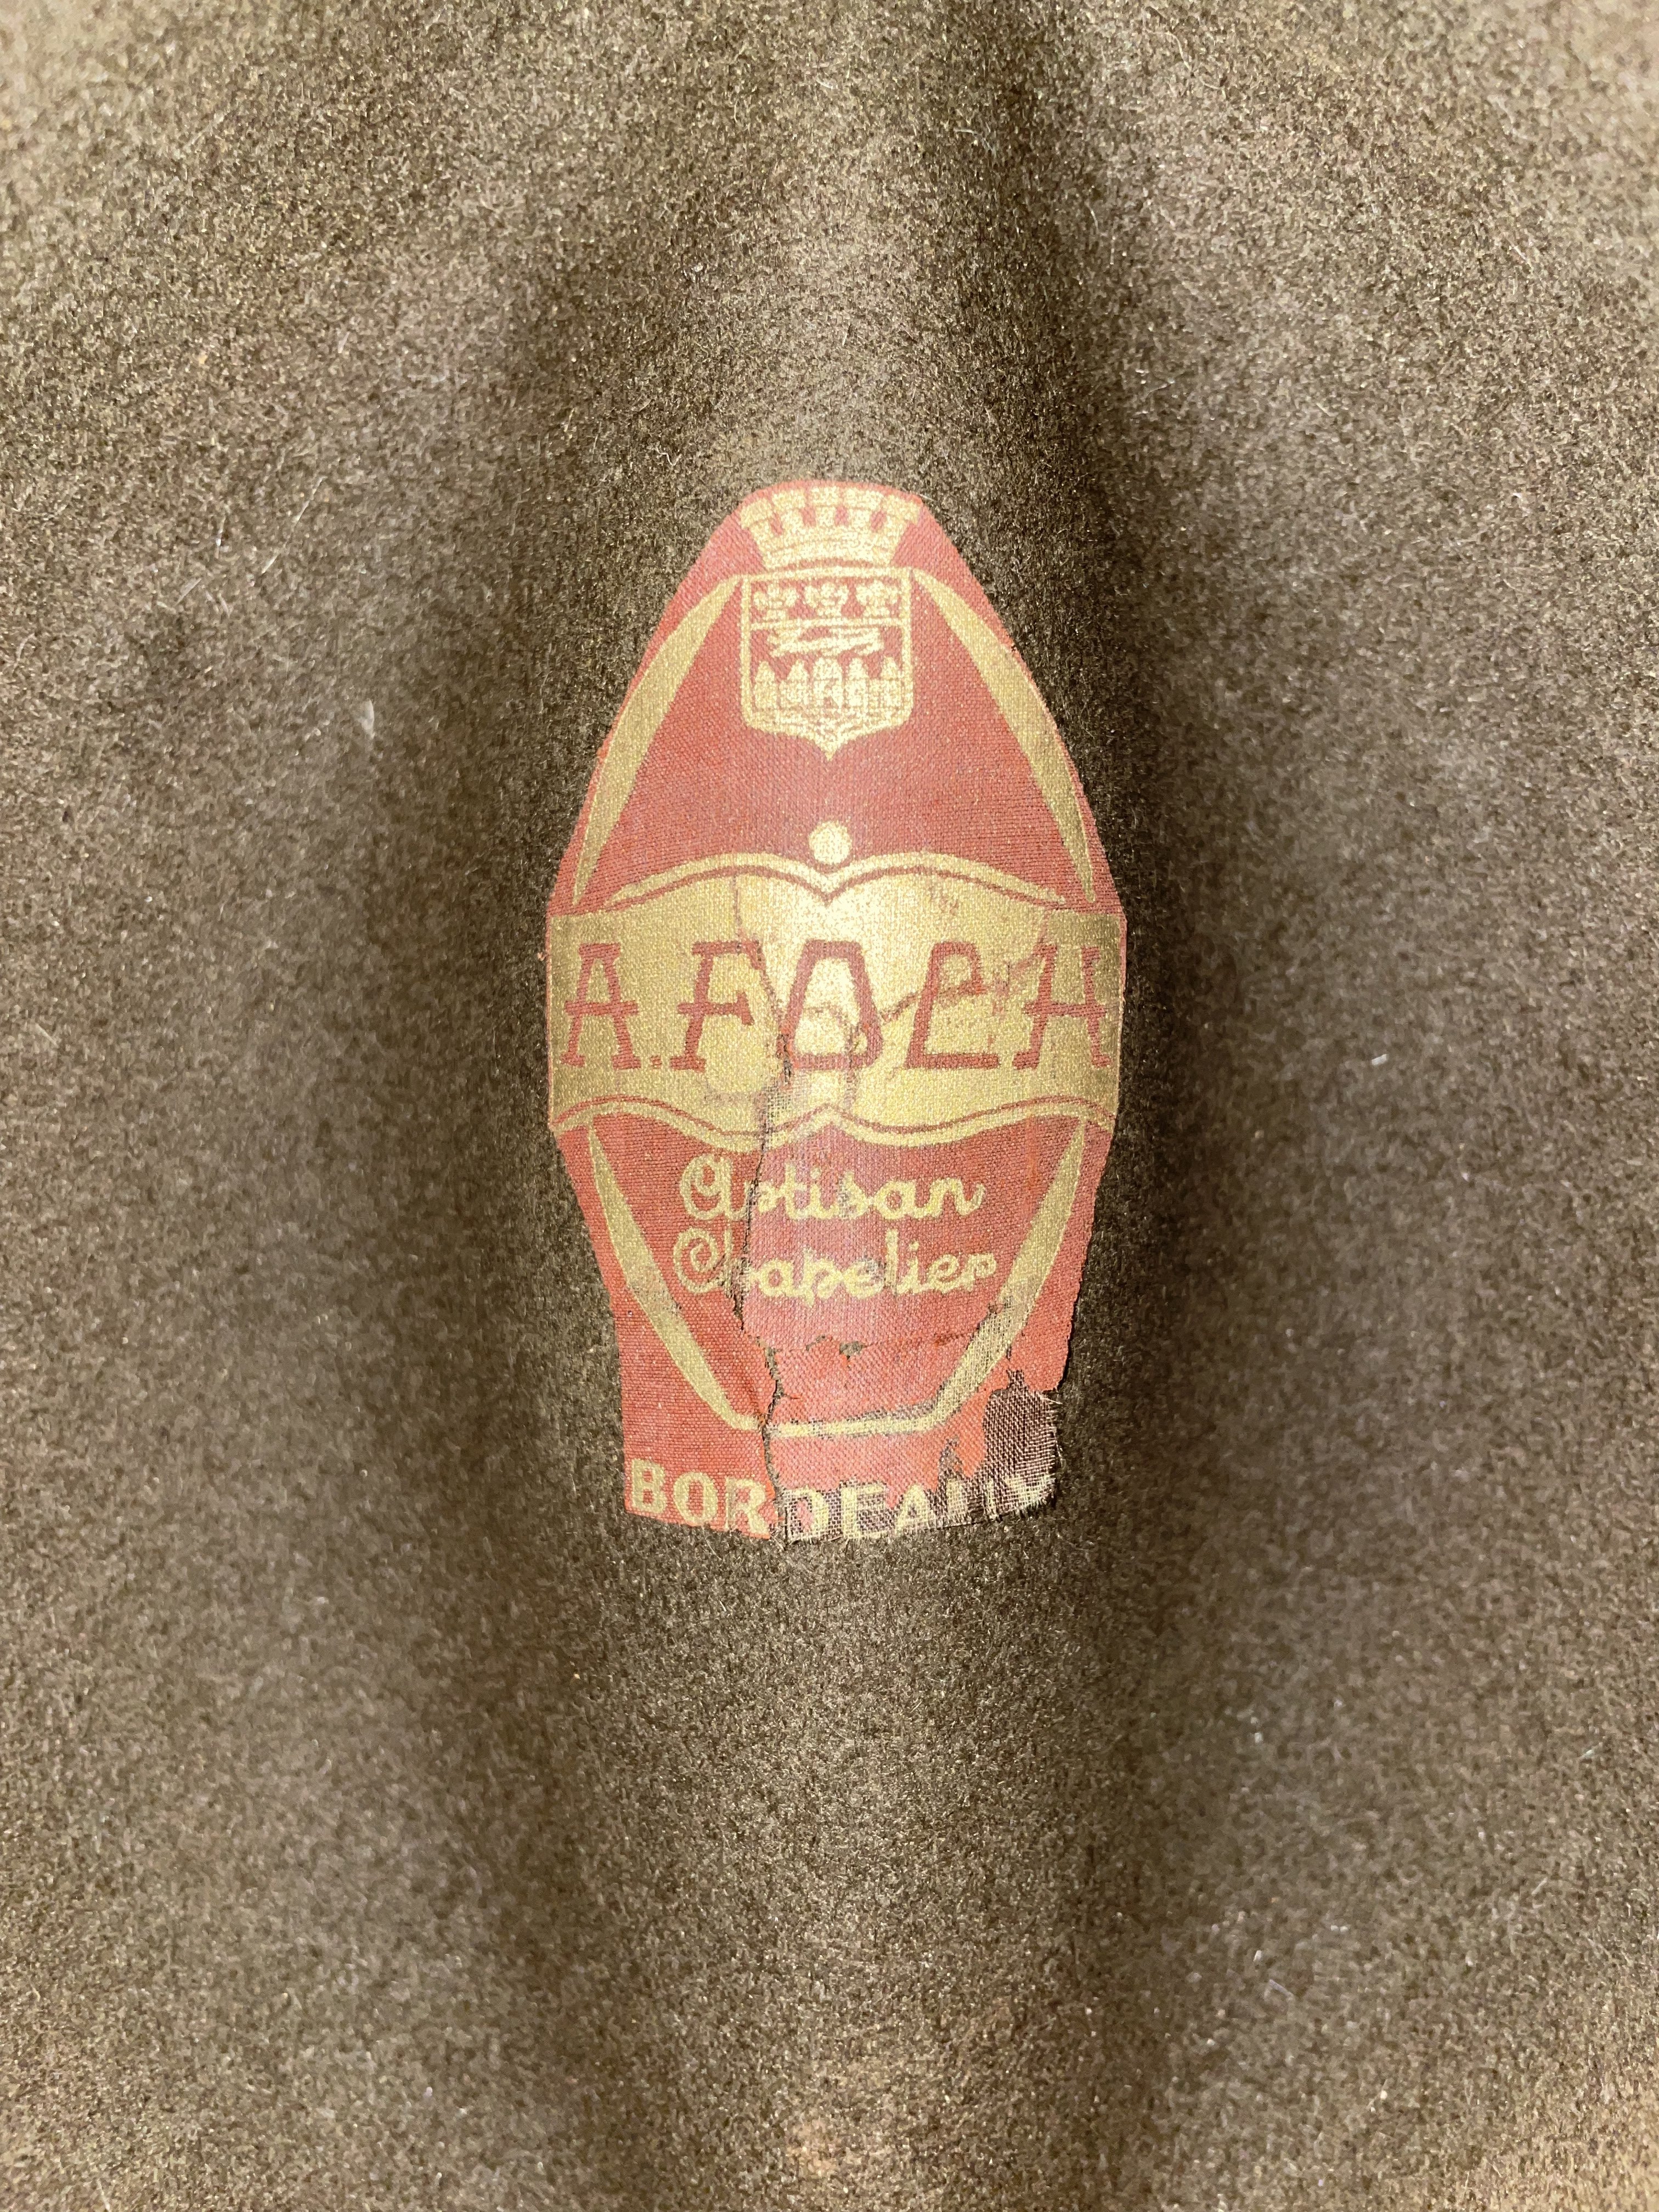 A.FOCH
Artisan
Chapelier
BORDEAUX